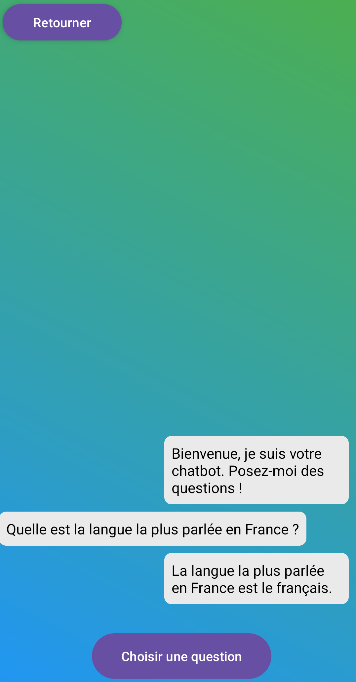 Retourner
Bienvenue, je suis votre
chatbot. Posez-moi des
questions !
Quelle est la langue la plus parlée en France ?
La langue la plus parlée
en France est le français.
Choisir une question